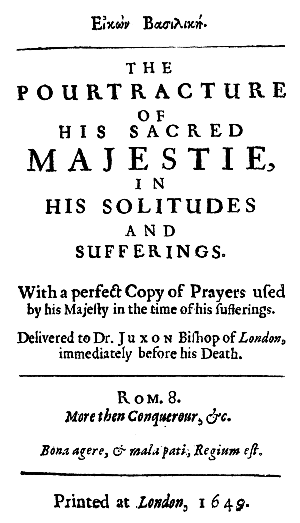 Εἰκὼν Βασιλική.
THE
POURTRACTURE
OF
HIS SACRED
MAJESTIE,
IN
HIS SOLITUDES
AND
SUFFERINGS.
With a perfect Copy of Prayers uſed
by his Majeſty in the time of his ſufferings.
Delivered to Dr. JUXON Biſhop of London,
immediately before his Death.
ROM. 8.
More then Conquerour, &c.
Bona agere, & mala pati, Regium eſt.
Printed at London, 1649.